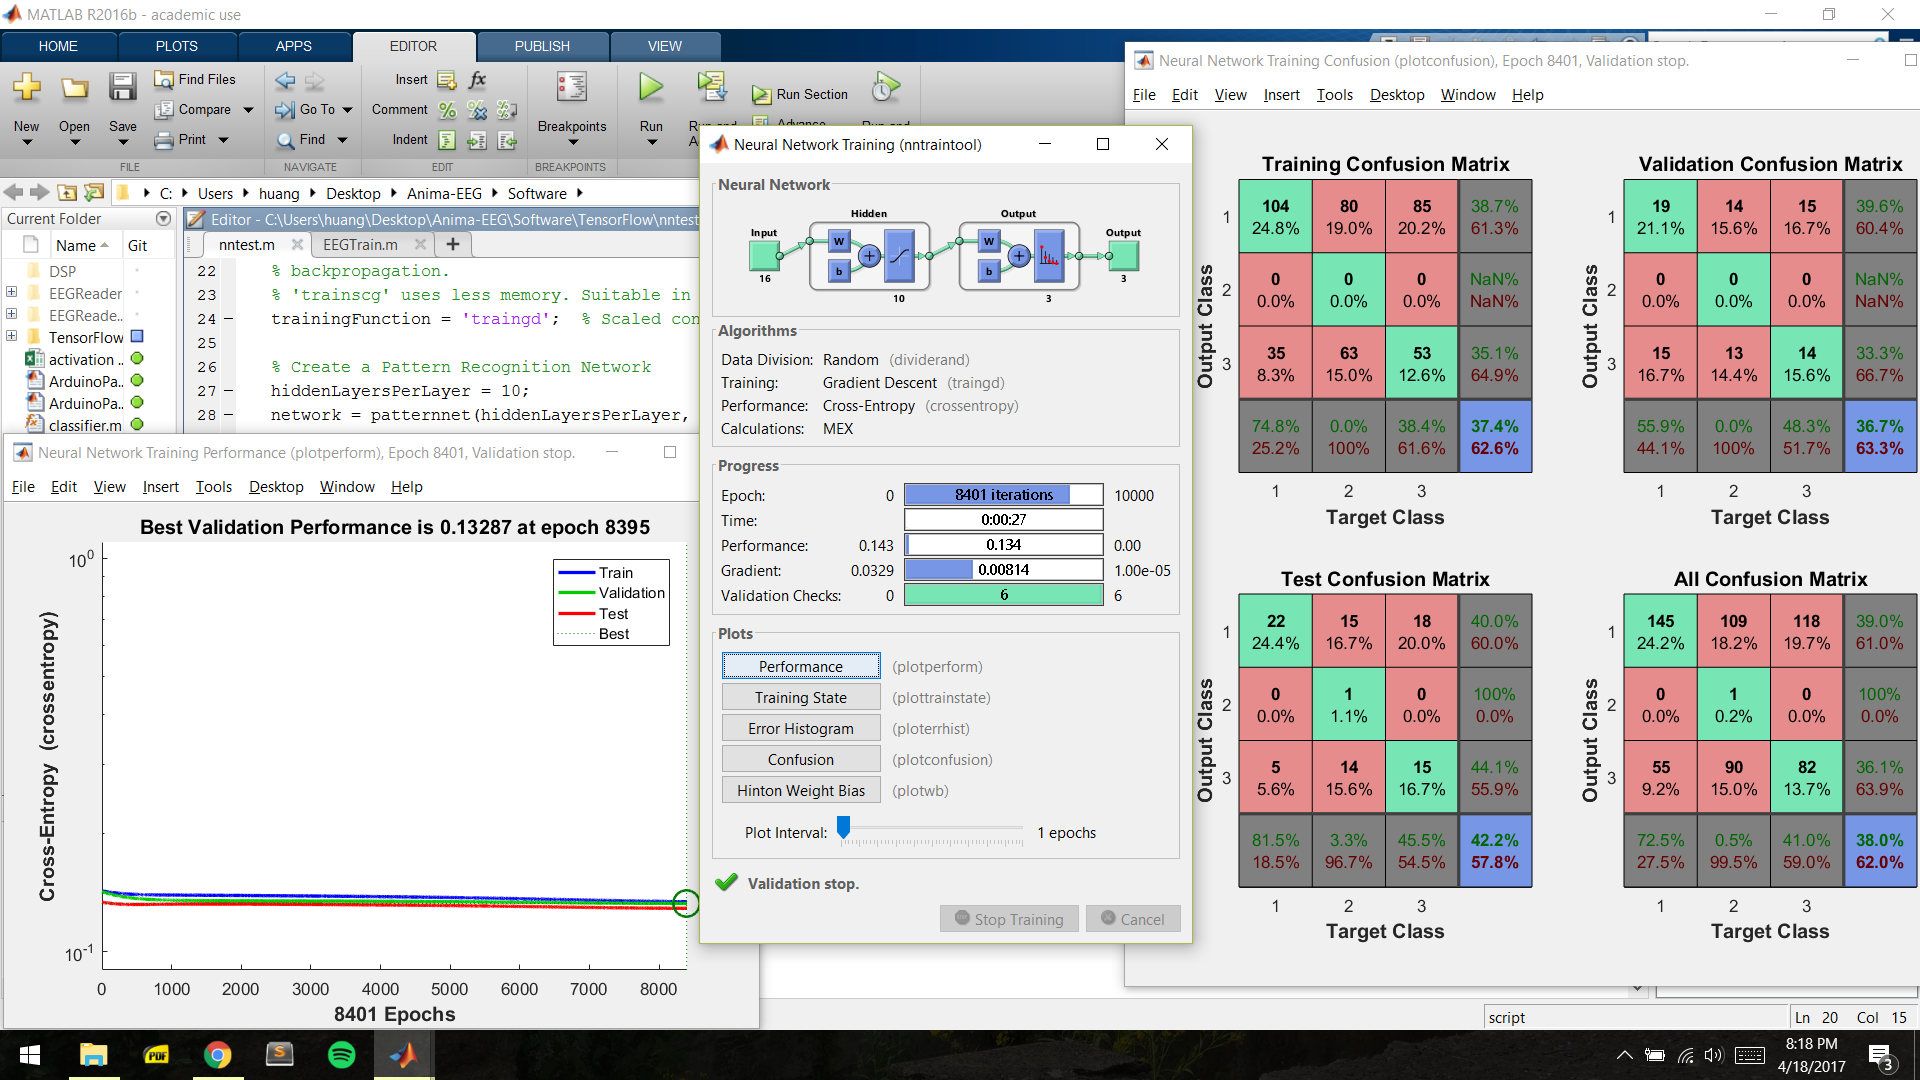 MATLAB R2016b - academic use
HOME PLOTS APPS EDITOR PUBLISH VIEW
New Open Save
Find Files
Compare
Print
FILE
Go To
Find
NAVIGATE
Insert
Comment
Indent
EDIT
Breakpoints
BREAKPOINTS
Run
Run Section
C: Users huang Desktop Anima-EEG Software
Current Folder
Name Git
DSP
EEGReader
EEGReade..
TensorFlow
activation ..
ArduinoPa..
ArduinoPa..
classifier.m
Editor - C:\Users\huang\Desktop\Anima-EEG\Software\TensorFlow\nntest
nntest.m EEGTrain.m
22 % backpropagation.
23 % 'trainscg' uses less memory. Suitable in
24 trainingFunction = 'traingd'; % Scaled con
25
26 % Create a Pattern Recognition Network
27 hiddenLayersPerLayer = 10;
28 network = patternnet(hiddenLayersPerLayer,
Neural Network Training Performance (plotperform), Epoch 8401, Validation stop.
File Edit View Insert Tools Desktop Window Help
Best Validation Performance is 0.13287 at epoch 8395
Cross-Entropy (crossentropy)
10^0
10^-1
Train
Validation
Test
Best
0 1000 2000 3000 4000 5000 6000 7000 8000
8401 Epochs
Neural Network Training (nntraintool)
Neural Network
Hidden Output
Input W b W b Output
16 10 3 3
Algorithms
Data Division: Random (dividerand)
Training: Gradient Descent (traingd)
Performance: Cross-Entropy (crossentropy)
Calculations: MEX
Progress
Epoch: 0 8401 iterations 10000
Time: 0:00:27
Performance: 0.143 0.134 0.00
Gradient: 0.0329 0.00814 1.00e-05
Validation Checks: 0 6 6
Plots
Performance (plotperform)
Training State (plottrainstate)
Error Histogram (ploterrhist)
Confusion (plotconfusion)
Hinton Weight Bias (plotwb)
Plot Interval: 1 epochs
Validation stop.
Stop Training Cancel
Neural Network Training Confusion (plotconfusion), Epoch 8401, Validation stop.
File Edit View Insert Tools Desktop Window Help
Training Confusion Matrix
Output Class
1 104 80 85 38.7%
24.8% 19.0% 20.2% 61.3%
2 0 0 0 NaN%
0.0% 0.0% 0.0% NaN%
3 35 63 53 35.1%
8.3% 15.0% 12.6% 64.9%
74.8% 0.0% 38.4% 37.4%
25.2% 100% 61.6% 62.6%
1 2 3
Target Class
Validation Confusion Matrix
Output Class
1 19 14 15 39.6%
21.1% 15.6% 16.7% 60.4%
2 0 0 0 NaN%
0.0% 0.0% 0.0% NaN%
3 15 13 14 33.3%
16.7% 14.4% 15.6% 66.7%
55.9% 0.0% 48.3% 36.7%
44.1% 100% 51.7% 63.3%
1 2 3
Target Class
Test Confusion Matrix
Output Class
1 22 15 18 40.0%
24.4% 16.7% 20.0% 60.0%
2 0 1 0 100%
0.0% 1.1% 0.0% 0.0%
3 5 14 15 44.1%
5.6% 15.6% 16.7% 55.9%
81.5% 3.3% 45.5% 42.2%
18.5% 96.7% 54.5% 57.8%
1 2 3
Target Class
All Confusion Matrix
Output Class
1 145 109 118 39.0%
24.2% 18.2% 19.7% 61.0%
2 0 1 0 100%
0.0% 0.2% 0.0% 0.0%
3 55 90 82 36.1%
9.2% 15.0% 13.7% 63.9%
72.5% 0.5% 41.0% 38.0%
27.5% 99.5% 59.0% 62.0%
1 2 3
Target Class
script
Ln 20 Col 15
PDF
8:18 PM
4/18/2017
3